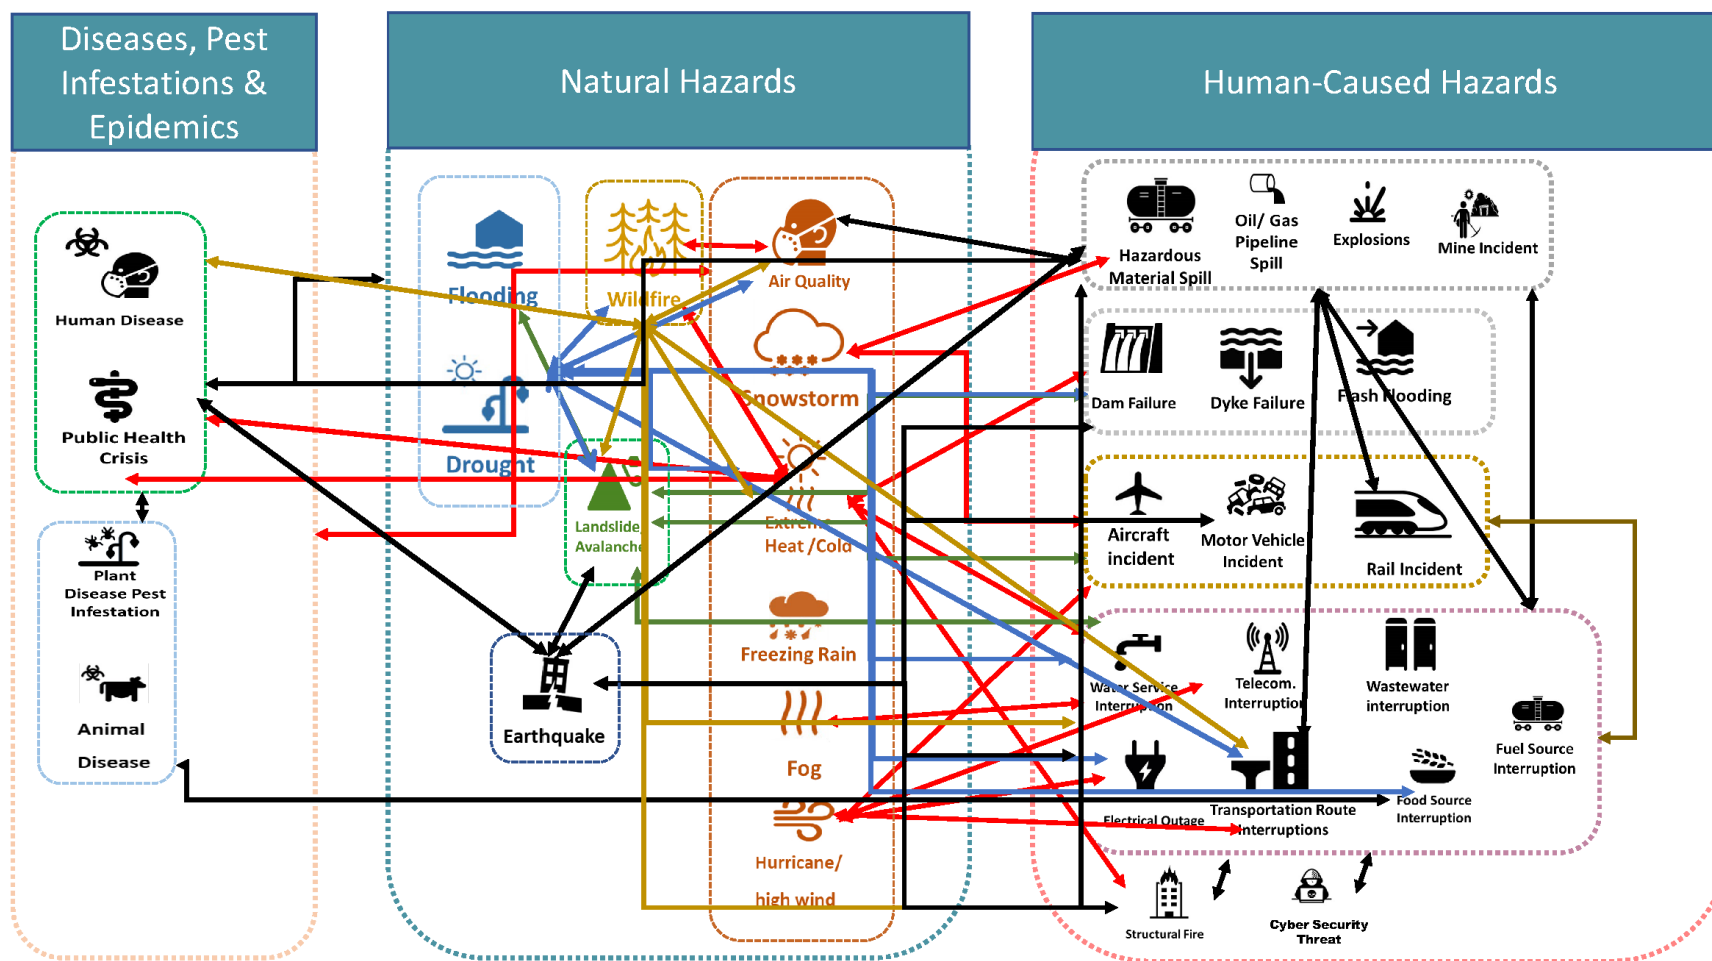 Diseases, Pest
Infestations &
Epidemics
Natural Hazards
Human-Caused Hazards
Human Disease
Public Health
Crisis
Plant
Disease Pest
Infestation
Animal
Disease
Flooding
Drought
Wildfire
Landslide/
Avalanche
Earthquake
Air Quality
Snowstorm
Extreme
Heat /Cold
Freezing Rain
Fog
Hurricane/
high wind
Hazardous
Material Spill
Oil/ Gas
Pipeline
Spill
Explosions
Mine Incident
Dam Failure
Dyke Failure
Flash Flooding
Aircraft
incident
Motor Vehicle
Incident
Rail Incident
Water Service
Interruption
Telecom.
Interruption
Wastewater
interruption
Fuel Source
Interruption
Electrical Outage
Transportation Route
Interruptions
Food Source
Interruption
Structural Fire
Cyber Security
Threat